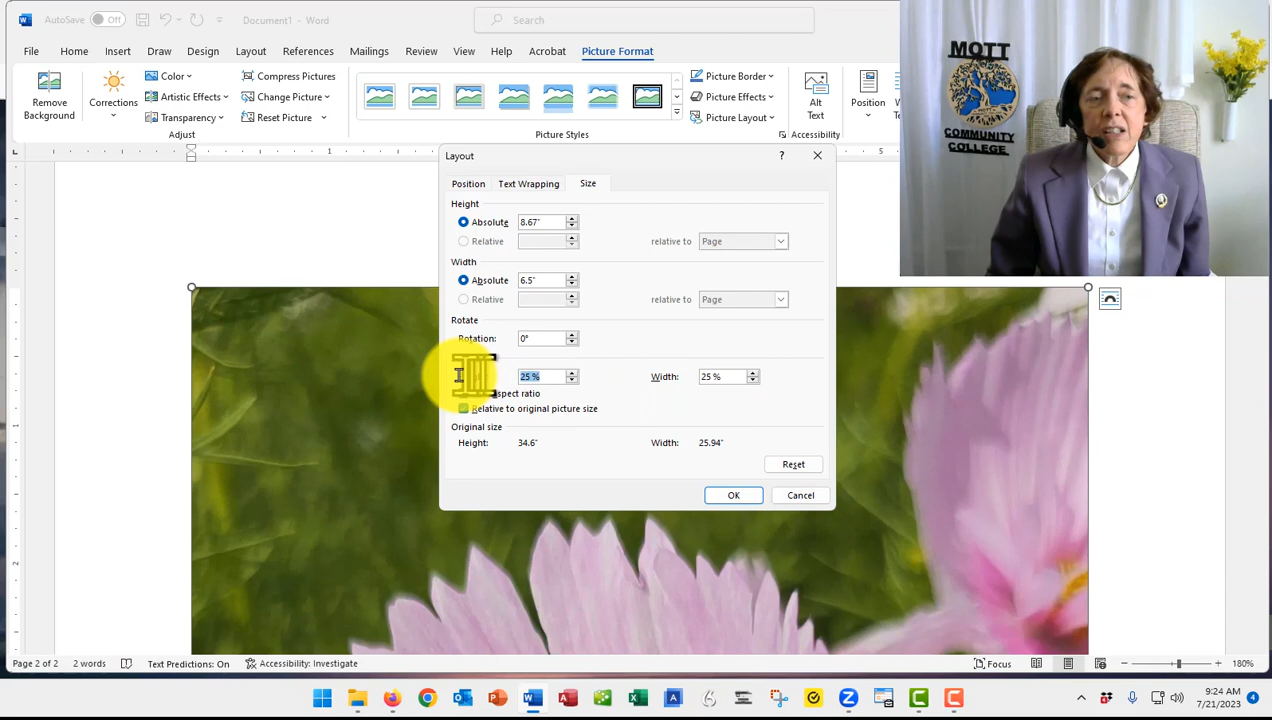 AutoSave Off Document1 - Word Search
File Home Insert Draw Design Layout References Mailings Review View Help Acrobat Picture Format
Remove Background
Corrections
Color
Artistic Effects
Transparency
Compress Pictures
Change Picture
Reset Picture
Adjust
Picture Styles
Picture Border
Picture Effects
Picture Layout
Alt Text
Accessibility
Position
MOTT
COMMUNITY
COLLEGE
1 5
Layout ?
Position Text Wrapping Size
Height
Absolute 8.67"
Relative relative to Page
Width
Absolute 6.5"
Relative relative to Page
Rotate
Rotation: 0°
25 % Width: 25 %
spect ratio
Relative to original picture size
Original size
Height: 34.6" Width: 25.94"
Reset
OK Cancel
2
Page 2 of 2 2 words Text Predictions: On Accessibility: Investigate Focus 180%
9:24 AM
7/21/2023 4